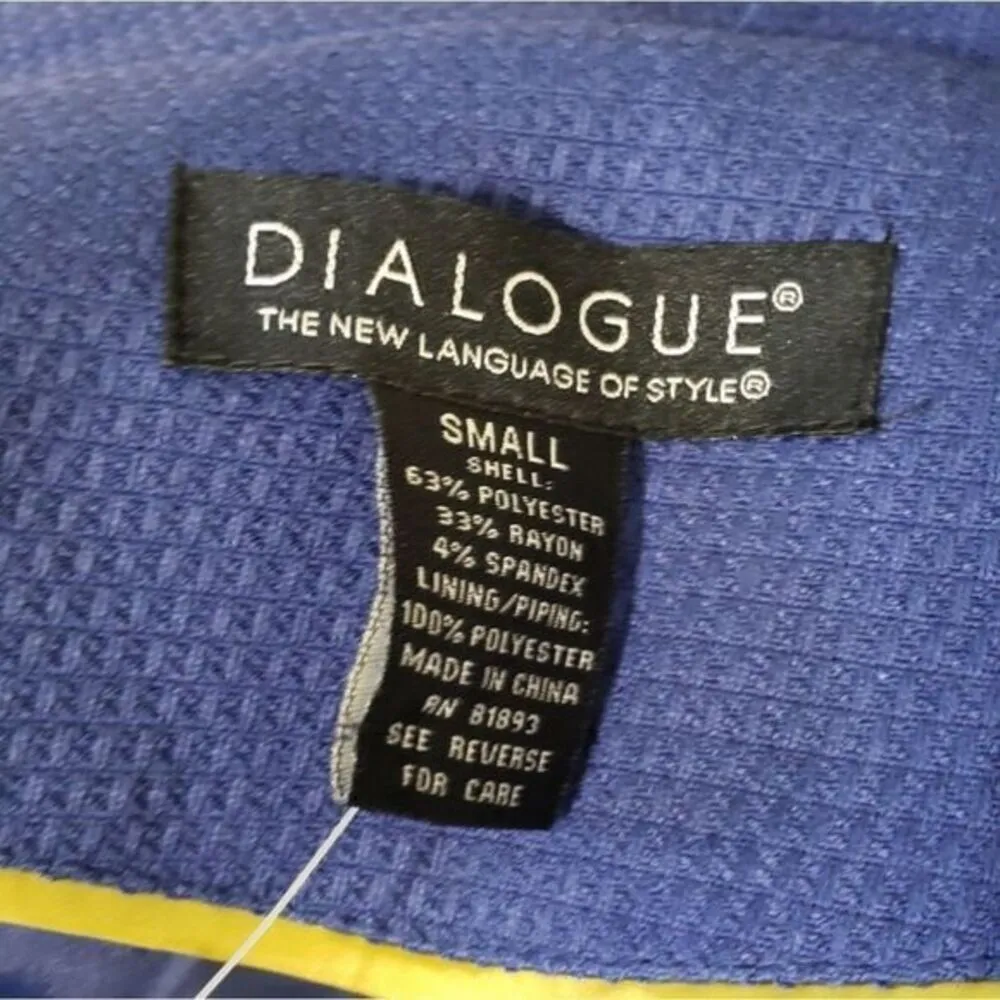 DIALOGUE®
THE NEW LANGUAGE OF STYLE®
SMALL
SHELL:
63% POLYESTER
33% RAYON
4% SPANDEX
LINING/PIPING:
100% POLYESTER
MADE IN CHINA
RN 81893
SEE REVERSE
FOR CARE